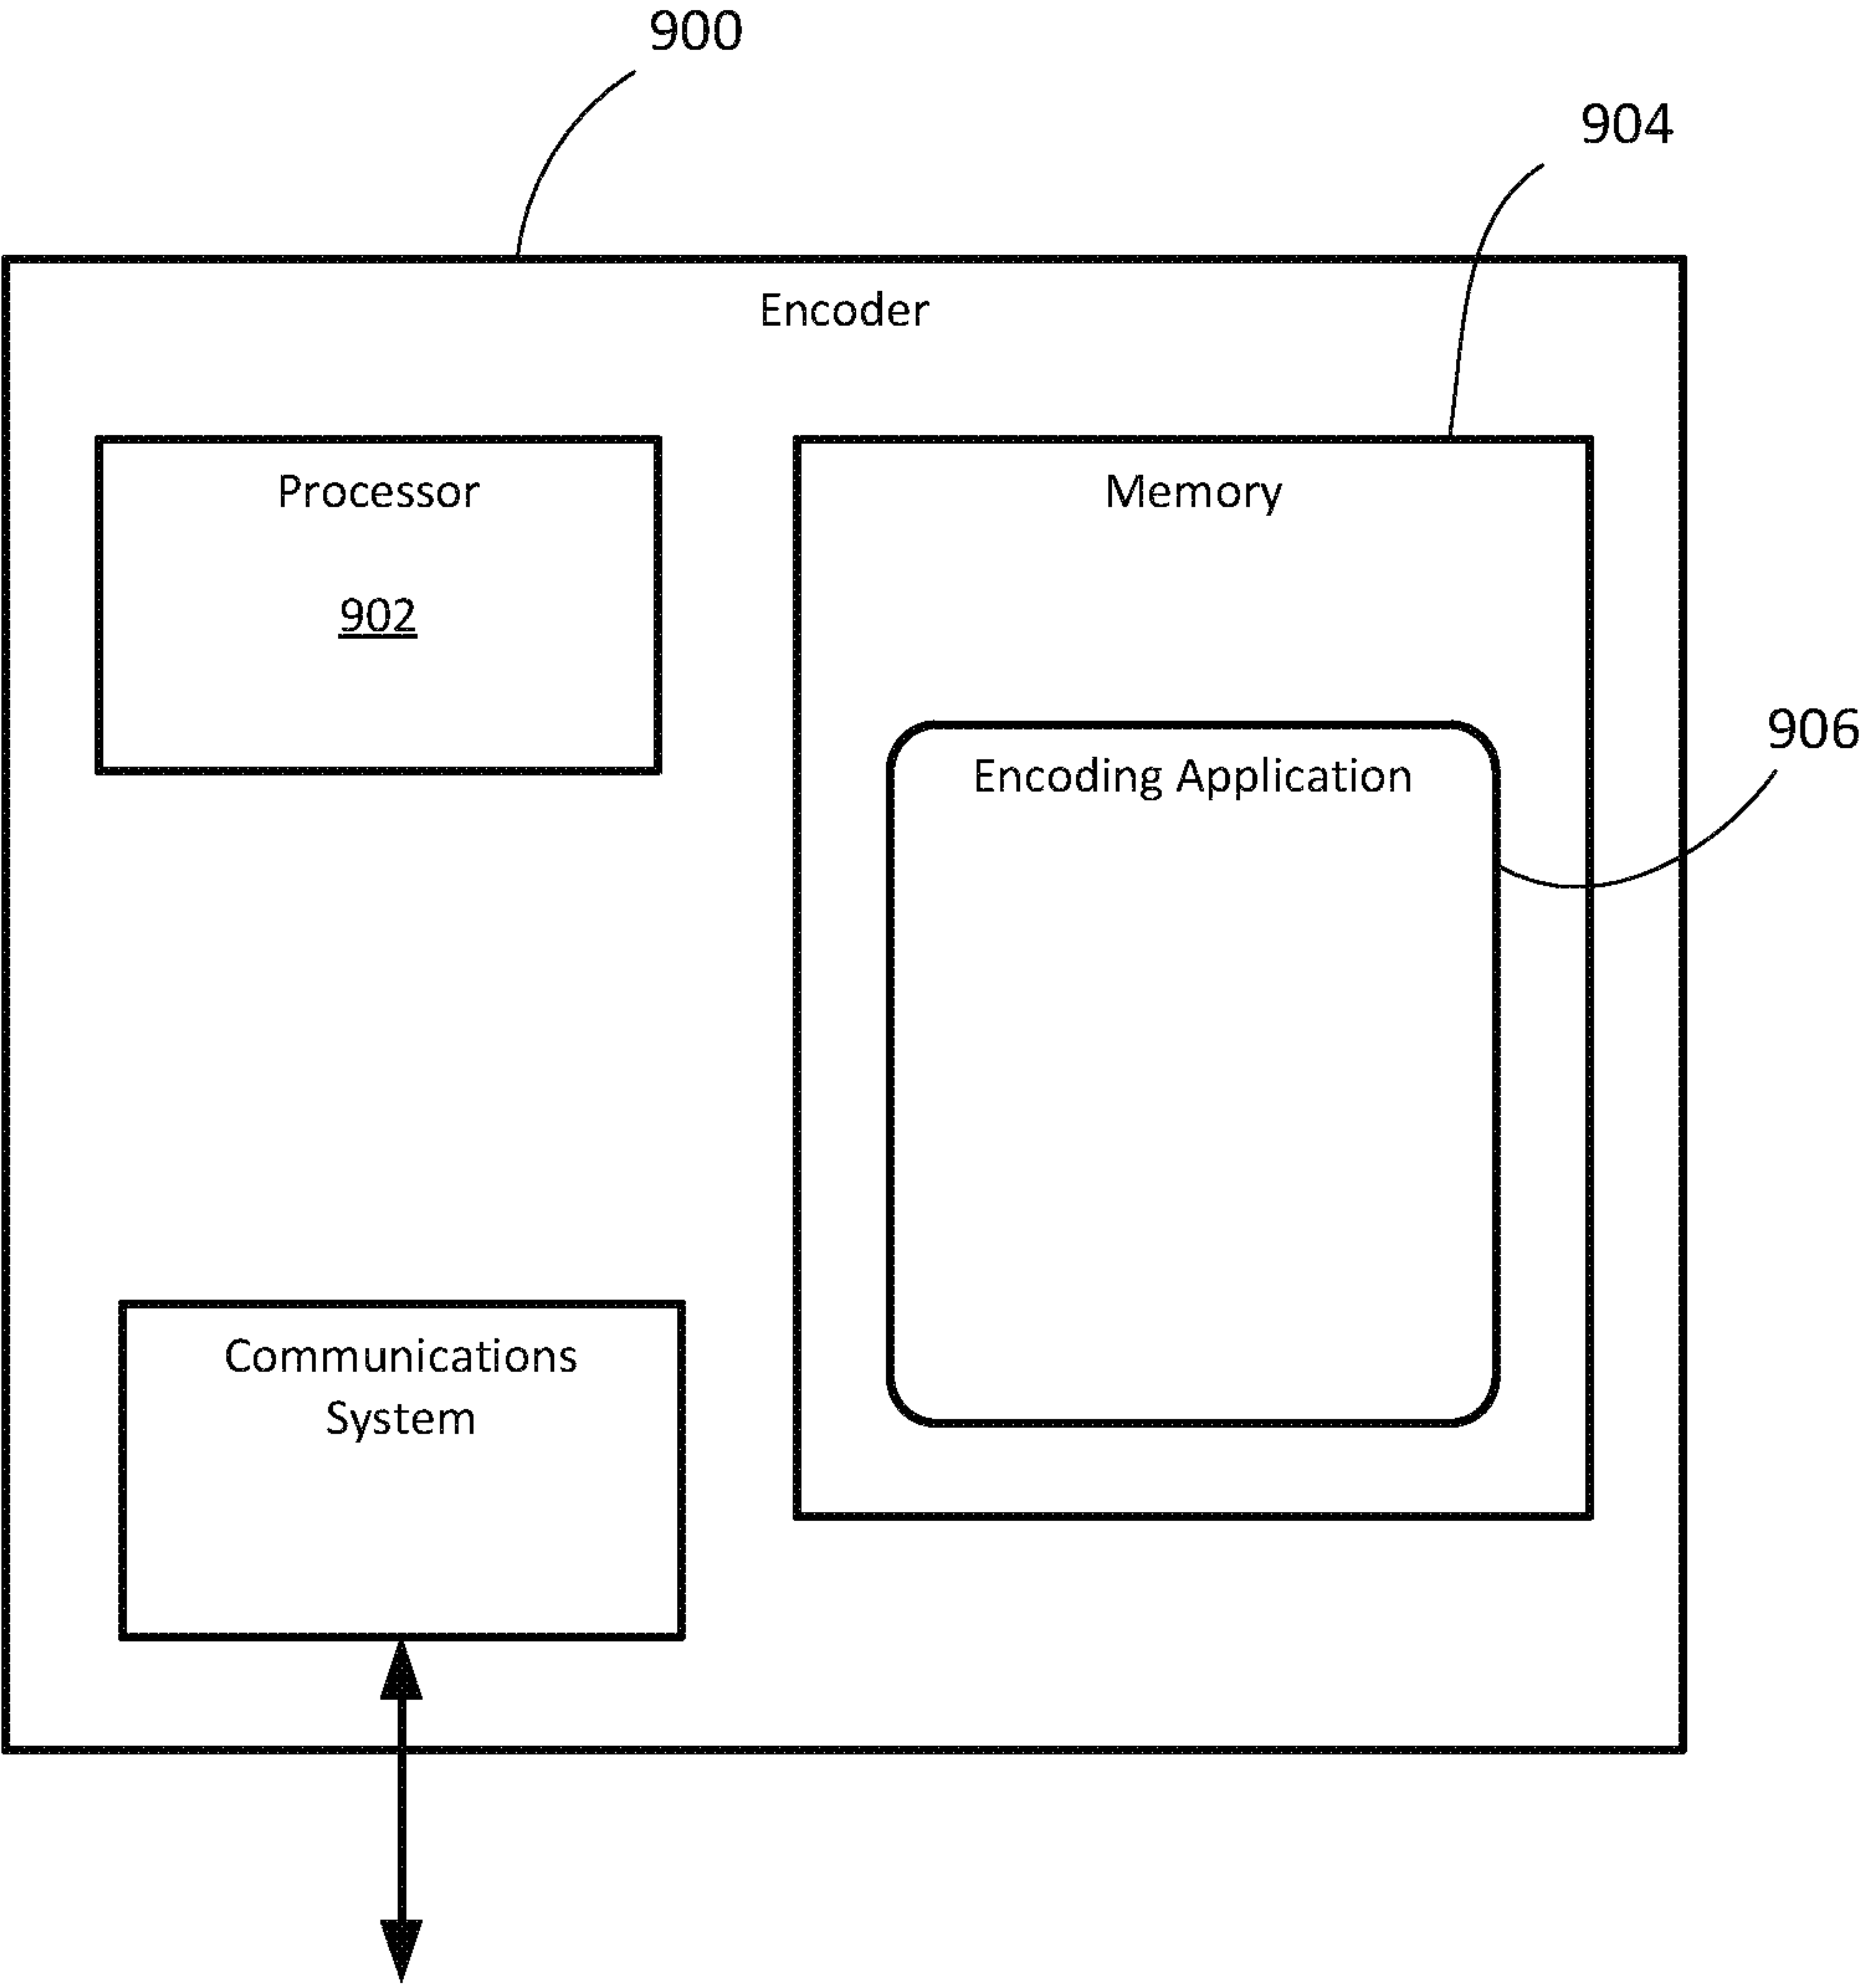 900
904
Encoder
Processor
902
Memory
906
Encoding Application
Communications
System